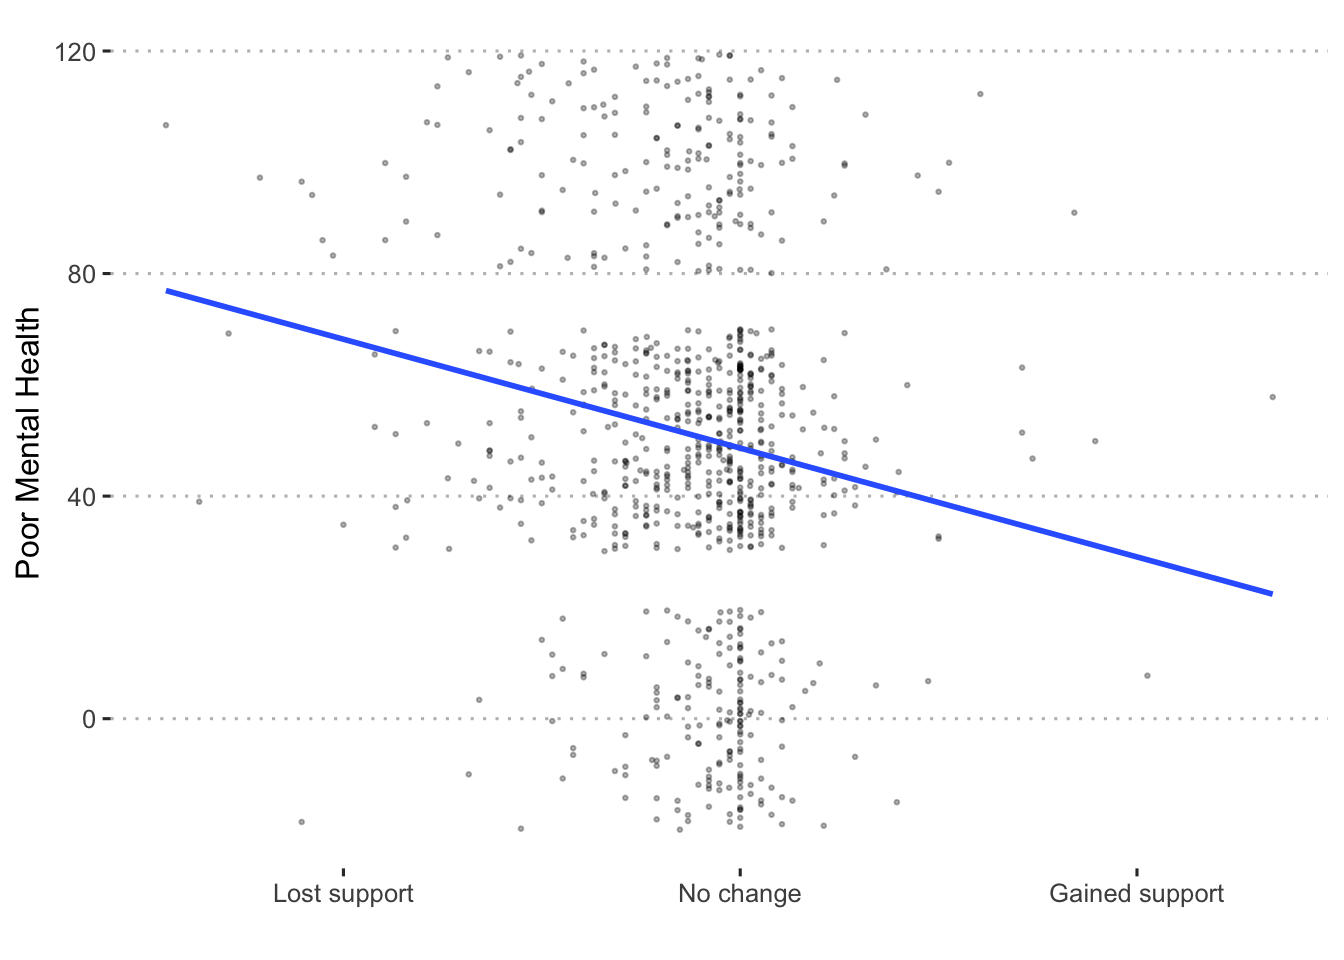 120
80
40
0
Poor Mental Health
Lost support
No change
Gained support